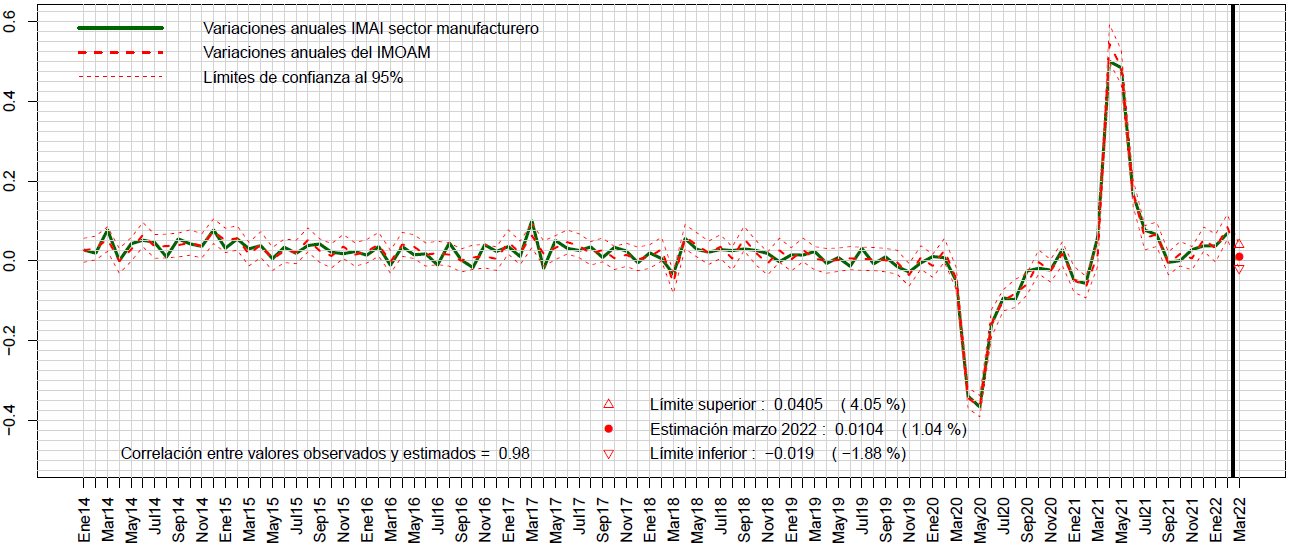 0.6
0.4
0.2
0.0
−0.2
−0.4
Variaciones anuales IMAI sector manufacturero
Variaciones anuales del IMOAM
Límites de confianza al 95%
Límite superior : 0.0405 ( 4.05 %)
Estimación marzo 2022 : 0.0104 ( 1.04 %)
Correlación entre valores observados y estimados = 0.98
Límite inferior : −0.019 ( −1.88 %)
Ene14
Mar14
May14
Jul14
Sep14
Nov14
Ene15
Mar15
May15
Jul15
Sep15
Nov15
Ene16
Mar16
May16
Jul16
Sep16
Nov16
Ene17
Mar17
May17
Jul17
Sep17
Nov17
Ene18
Mar18
May18
Jul18
Sep18
Nov18
Ene19
Mar19
May19
Jul19
Sep19
Nov19
Ene20
Mar20
May20
Jul20
Sep20
Nov20
Ene21
Mar21
May21
Jul21
Sep21
Nov21
Ene22
Mar22